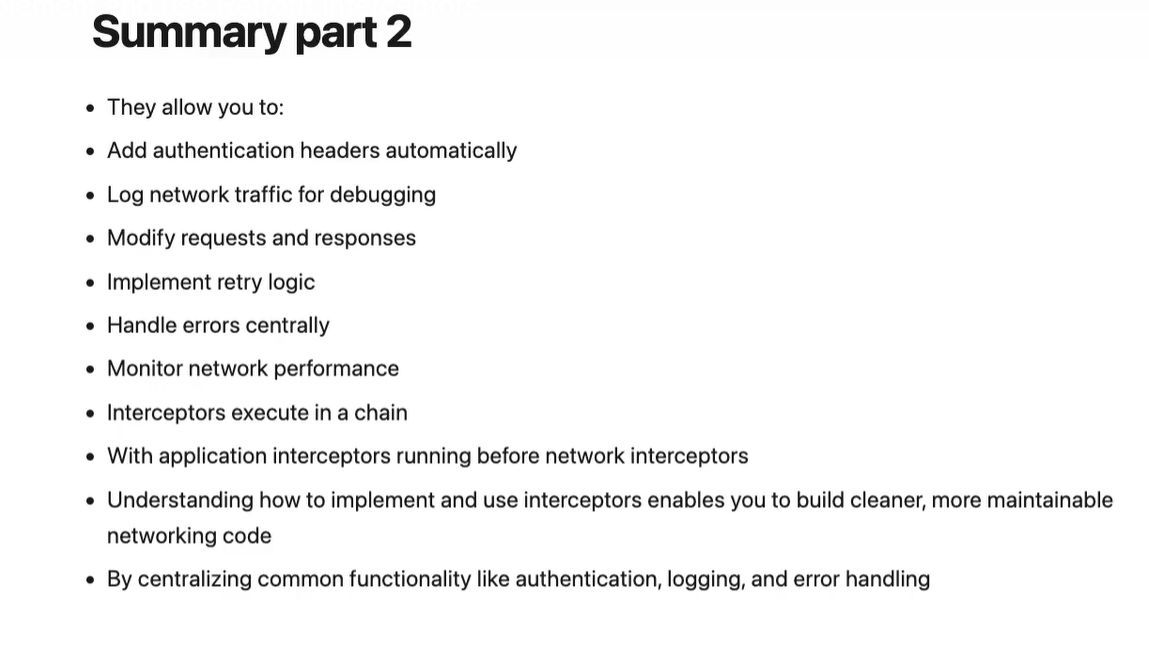 Summary part 2
• They allow you to:
• Add authentication headers automatically
• Log network traffic for debugging
• Modify requests and responses
• Implement retry logic
• Handle errors centrally
• Monitor network performance
• Interceptors execute in a chain
• With application interceptors running before network interceptors
• Understanding how to implement and use interceptors enables you to build cleaner, more maintainable
networking code
• By centralizing common functionality like authentication, logging, and error handling